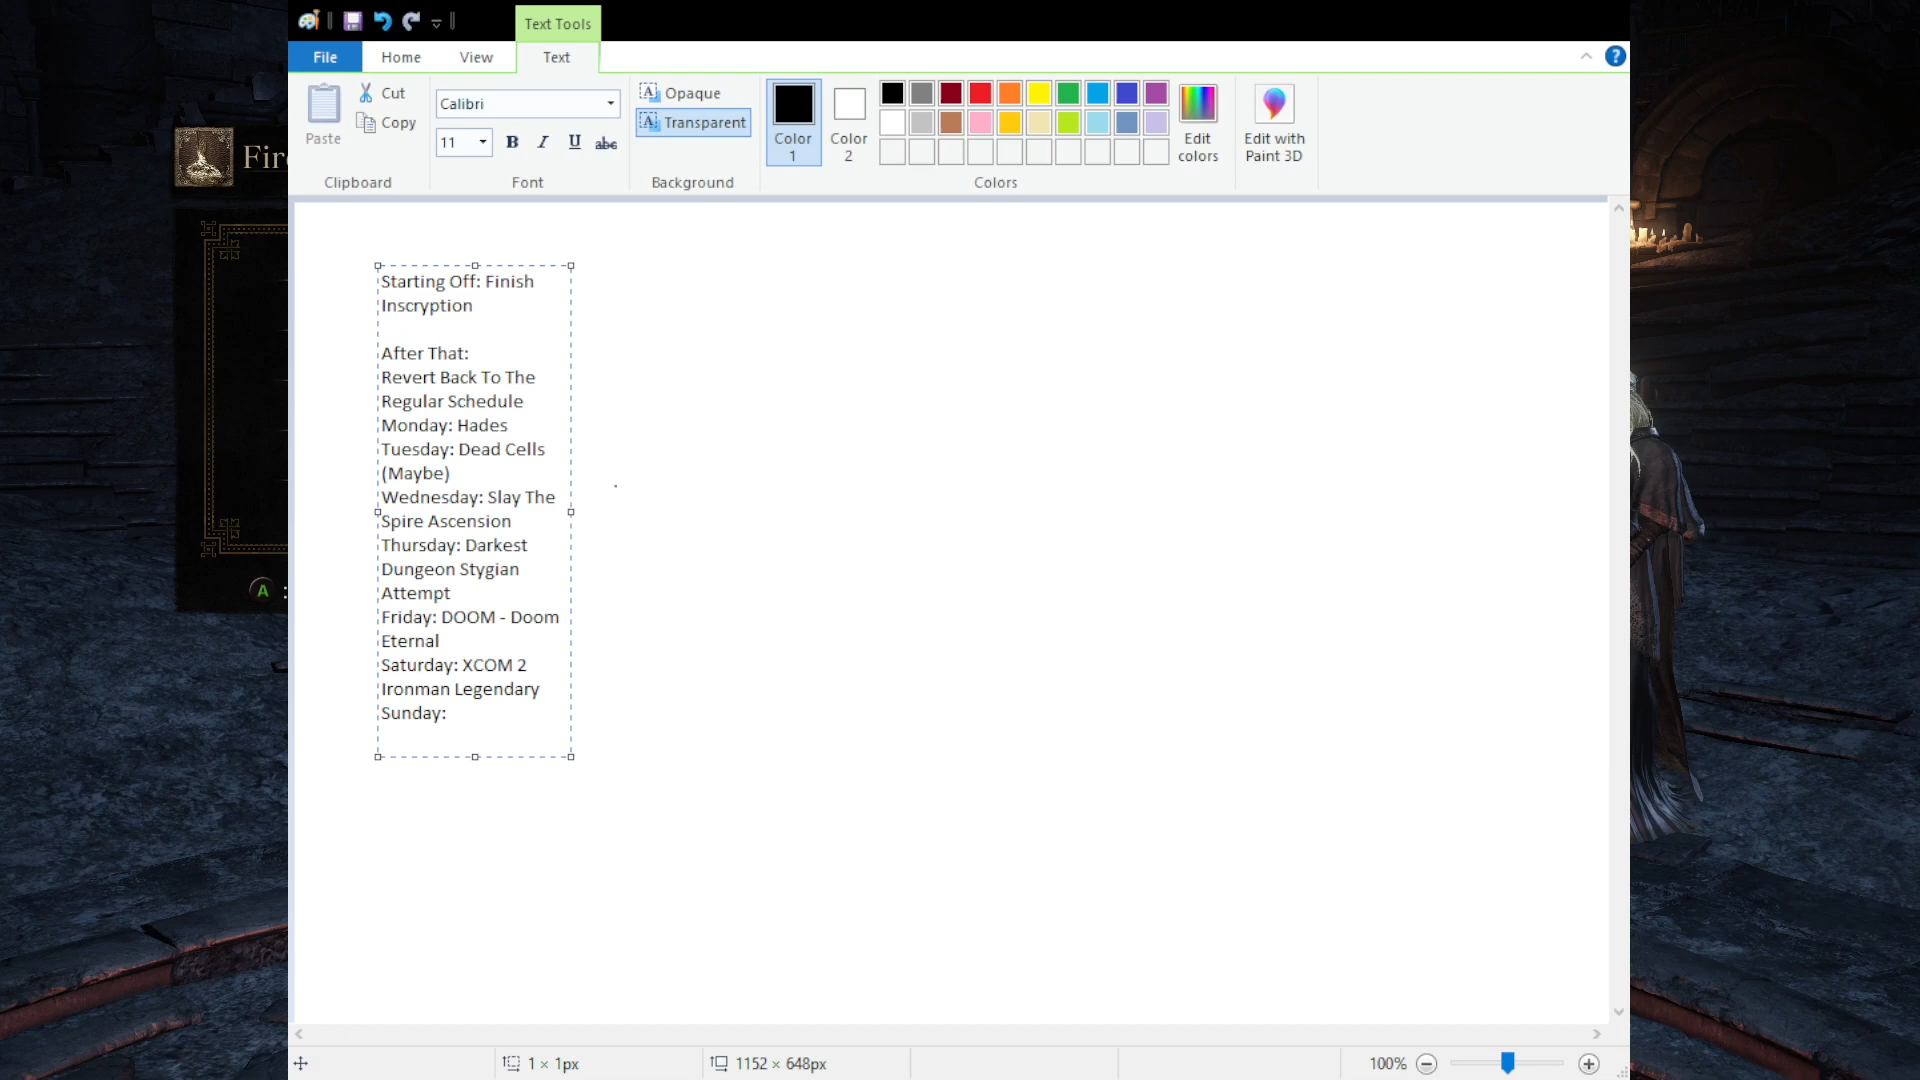 Text Tools
File
Home
View
Text
?
Paste
Cut
Copy
Clipboard
Calibri
11
B I U abc
Font
Opaque
Transparent
Background
Color 1
Color 2
Colors
Edit colors
Edit with Paint 3D
A :
Starting Off: Finish
Inscryption
After That:
Revert Back To The
Regular Schedule
Monday: Hades
Tuesday: Dead Cells
(Maybe)
Wednesday: Slay The
Spire Ascension
Thursday: Darkest
Dungeon Stygian
Attempt
Friday: DOOM - Doom
Eternal
Saturday: XCOM 2
Ironman Legendary
Sunday:
1 × 1px
1152 × 648px
100%